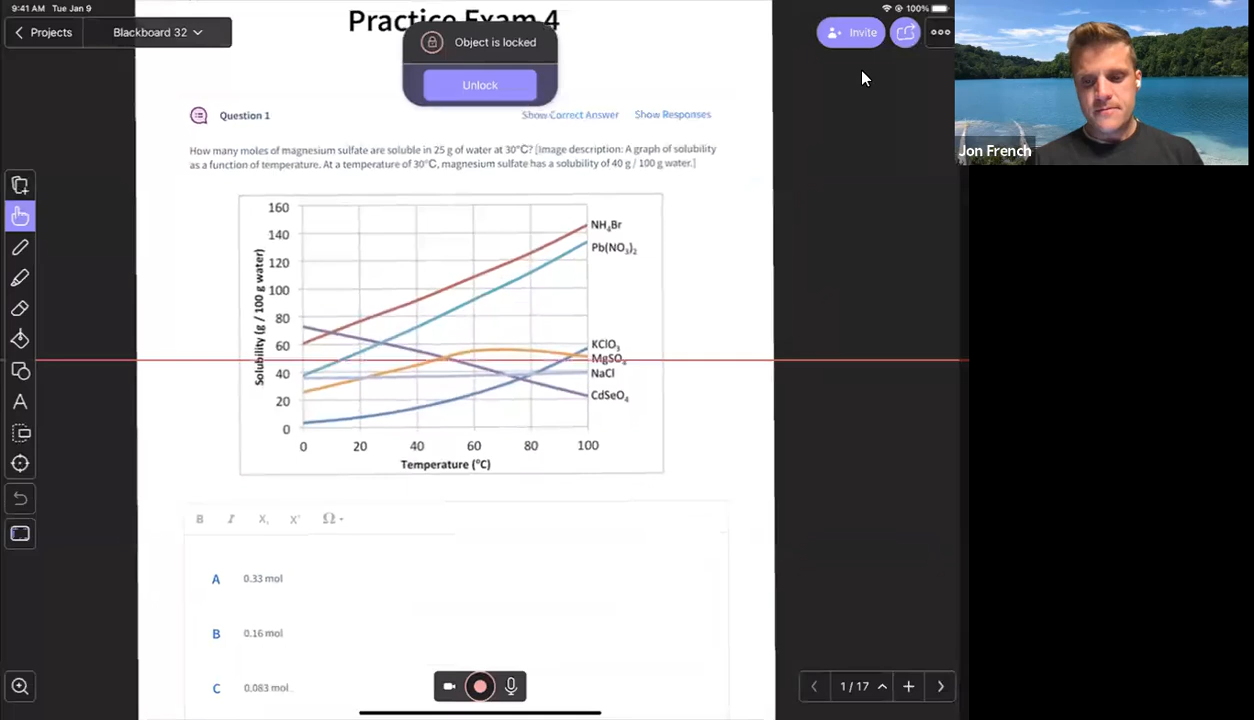 9:41 AM Tue Jan 9
100%
Projects
Blackboard 32
Practice Exam 4
Object is locked
Unlock
Invite
Jon French
Question 1
Show Correct Answer
Show Responses
How many moles of magnesium sulfate are soluble in 25 g of water at 30°C? [Image description: A graph of solubility
as a function of temperature. At a temperature of 30°C, magnesium sulfate has a solubility of 40 g / 100 g water.]
160
140
120
100
80
60
40
20
0
Solubility (g / 100 g water)
NH₄Br
Pb(NO₃)₂
KClO₃
MgSO₄
NaCl
CdSeO₄
0 20 40 60 80 100
Temperature (°C)
B I X, X' Ω
A 0.33 mol
B 0.16 mol
C 0.083 mol
1 / 17